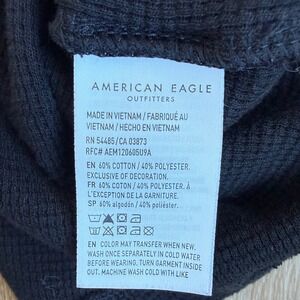 AMERICAN EAGLE
OUTFITTERS
MADE IN VIETNAM / FABRIQUÉ AU
VIETNAM / HECHO EN VIETNAM
RN 54485/CA 03873
RFC# AEM120605U9A
EN 60% COTTON / 40% POLYESTER.
EXCLUSIVE OF DECORATION.
FR 60% COTON / 40% POLYESTER. À
L'EXCEPTION DE LA GARNITURE.
SP 60% algodón / 40% poliéster.
EN COLOR MAY TRANSFER WHEN NEW.
WASH ONCE SEPARATELY IN COLD WATER
BEFORE WEARING. TURN GARMENT INSIDE
OUT. MACHINE WASH COLD WITH LIKE